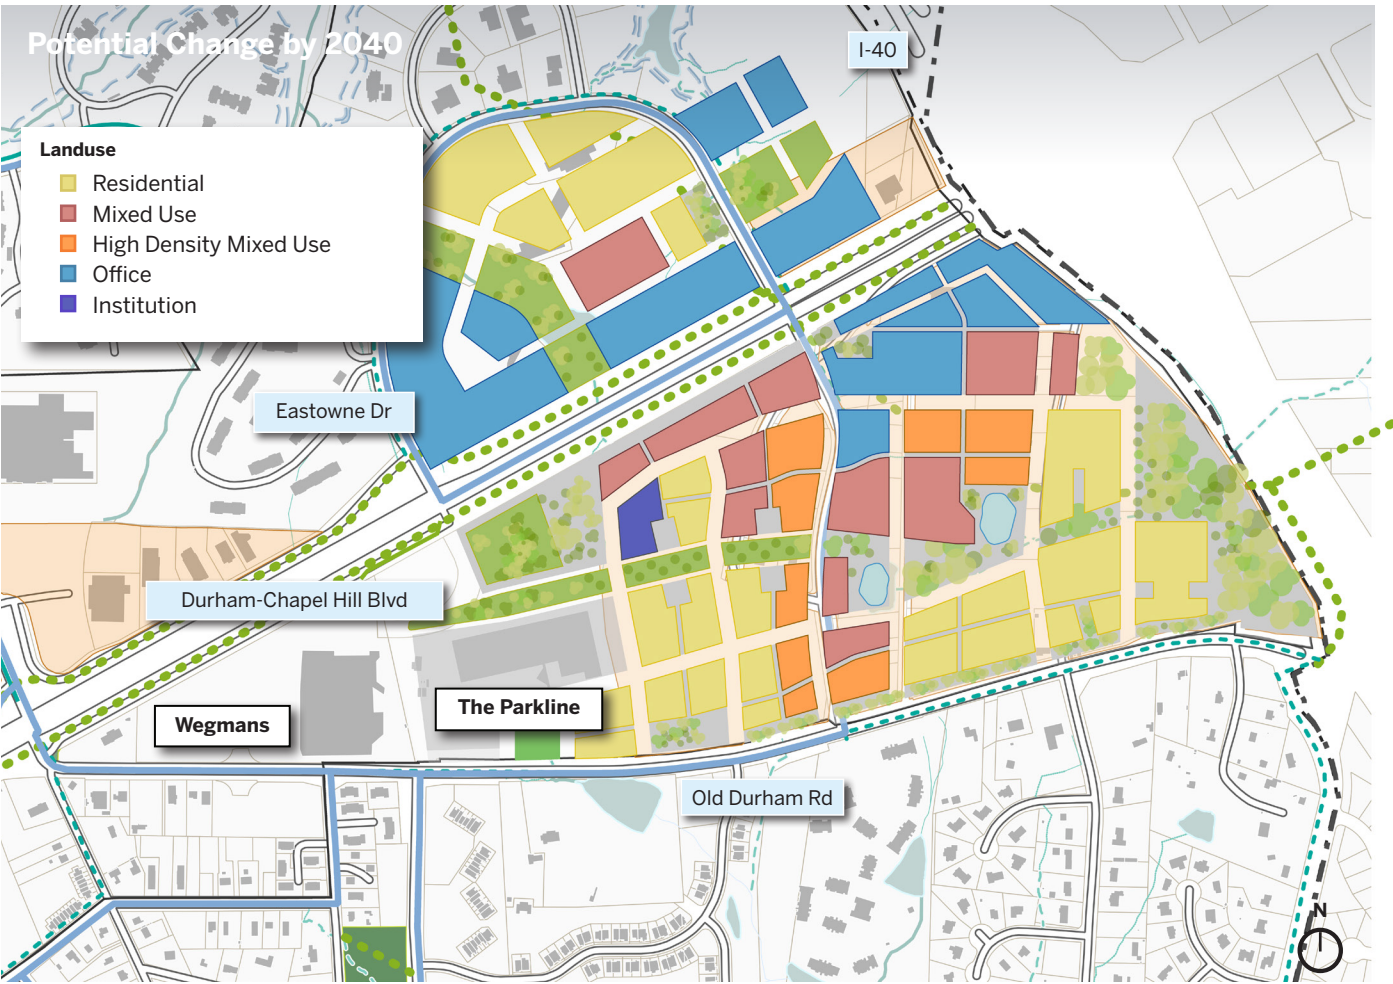 Potential Change by 2040
I-40
Landuse
Residential
Mixed Use
High Density Mixed Use
Office
Institution
Eastowne Dr
Durham-Chapel Hill Blvd
The Parkline
Wegmans
Old Durham Rd
N